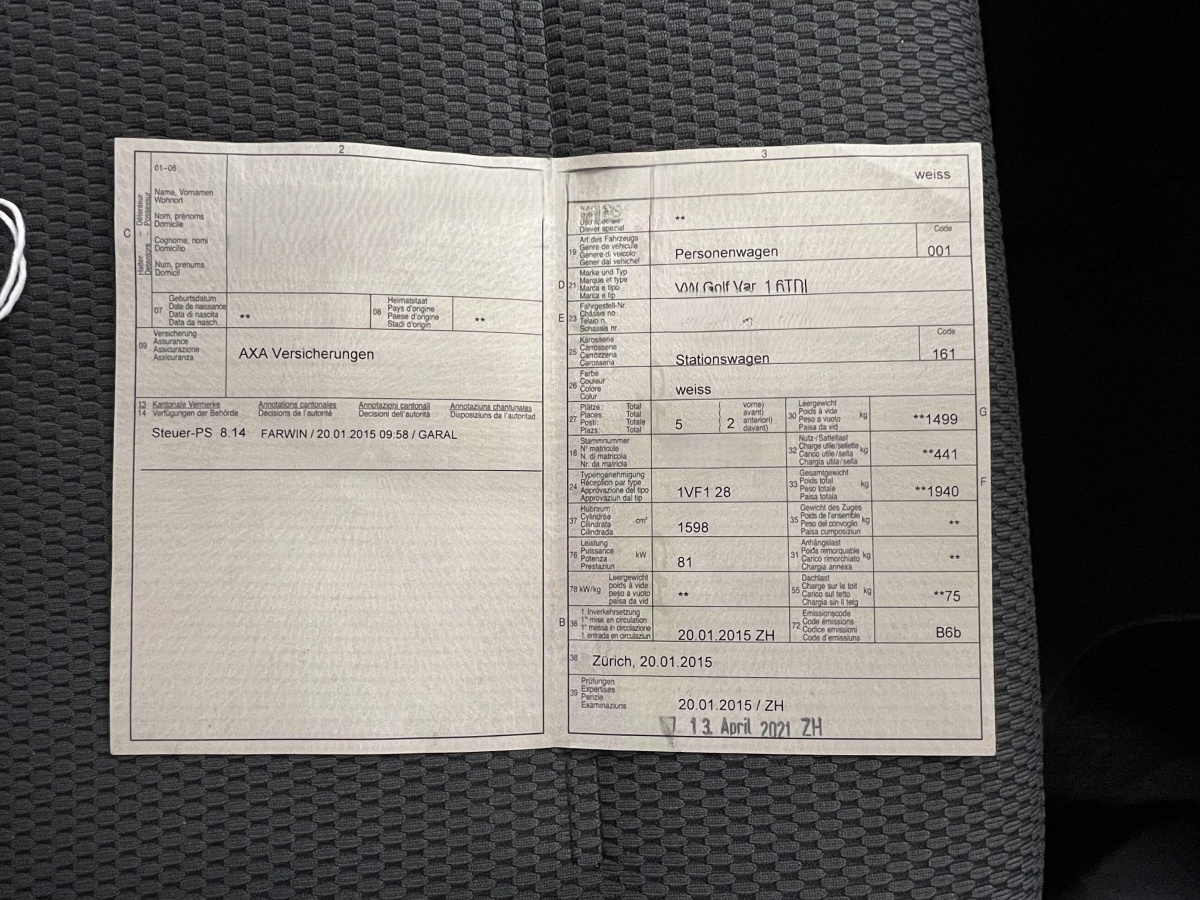 2
01-06
C
Halter – Détenteur
Detentore – Possessur
Name, Vornamen
Wohnort
Nom, prénoms
Domicile
Cognome, nomi
Domicilio
Num, prenums
Domicil
07
Geburtsdatum
Date de naissance
Data di nascita
Data da nasch.
**
08
Heimatstaat
Pays d'origine
Paese d'origine
Stadi d'origin
**
09
Versicherung
Assurance
Assicurazione
Assicuranza
AXA Versicherungen
13
14
Kantonale Vermerke
Verfügungen der Behörde
Annotations cantonales
Décisions de l'autorité
Annotazioni cantonali
Decisioni dell'autorità
Annotaziuns chantunalas
Disposiziuns da l'autoritad
Steuer-PS 8.14 FARWIN / 20.01.2015 09:58 / GARAL
3
weiss
**
19
Art des Fahrzeugs
Genre de véhicule
Genere di veicolo
Gener dal vehichel
Personenwagen
Code
001
D
21
Marke und Typ
Marque et type
Marca e tipo
Marca e tip
VW Golf Var 1.6TDI
E
23
Fahrgestell-Nr.
Châssis no
Telaio n.
Schassis nr.
25
Karosserie
Carrosserie
Carrozzeria
Carossaria
Stationswagen
Code
161
26
Farbe
Couleur
Colore
Colur
weiss
27
Plätze: Total
Places: Total
Posti: Totale
Plazs: Total
5
2
vorne)
avant)
anteriori)
davant)
30
Leergewicht
Poids à vide
Peso a vuoto
Paisa da vid
kg
**1499
G
18
Stammnummer
N° matricule
N. di matricola
Nr. da matricla
32
Nutz-/Sattellast
Charge utile/sellette
Carico utile/sella
Chargia utila/sella
kg
**441
24
Typengenehmigung
Réception par type
Approvazione del tipo
Approvaziun dal tip
1VF1 28
33
Gesamtgewicht
Poids total
Peso totale
Paisa totala
kg
**1940
F
37
Hubraum
Cylindrée
Cilindrata
Cilindrada
cm³
1598
35
Gewicht des Zuges
Poids de l'ensemble
Peso del convoglio
Paisa cumposiziun
kg
**
76
Leistung
Puissance
Potenza
Prestaziun
kW
81
31
Anhängelast
Poids remorquable
Carico rimorchiato
Chargia annexa
kg
**
78 kW/kg
Leergewicht
poids à vide
peso a vuoto
paisa da vid
**
55
Dachlast
Charge sur le toit
Carico sul tetto
Chargia sin il tetg
kg
**75
B
36
1. Inverkehrsetzung
1re mise en circulation
1a messa in circolazione
1. entrada en circulaziun
20.01.2015 ZH
72
Emissionscode
Code émissions
Codice emissioni
Code d'emissiuns
B6b
38
Zürich, 20.01.2015
39
Prüfungen
Expertises
Perizie
Examinaziuns
20.01.2015 / ZH
13. April 2021 ZH